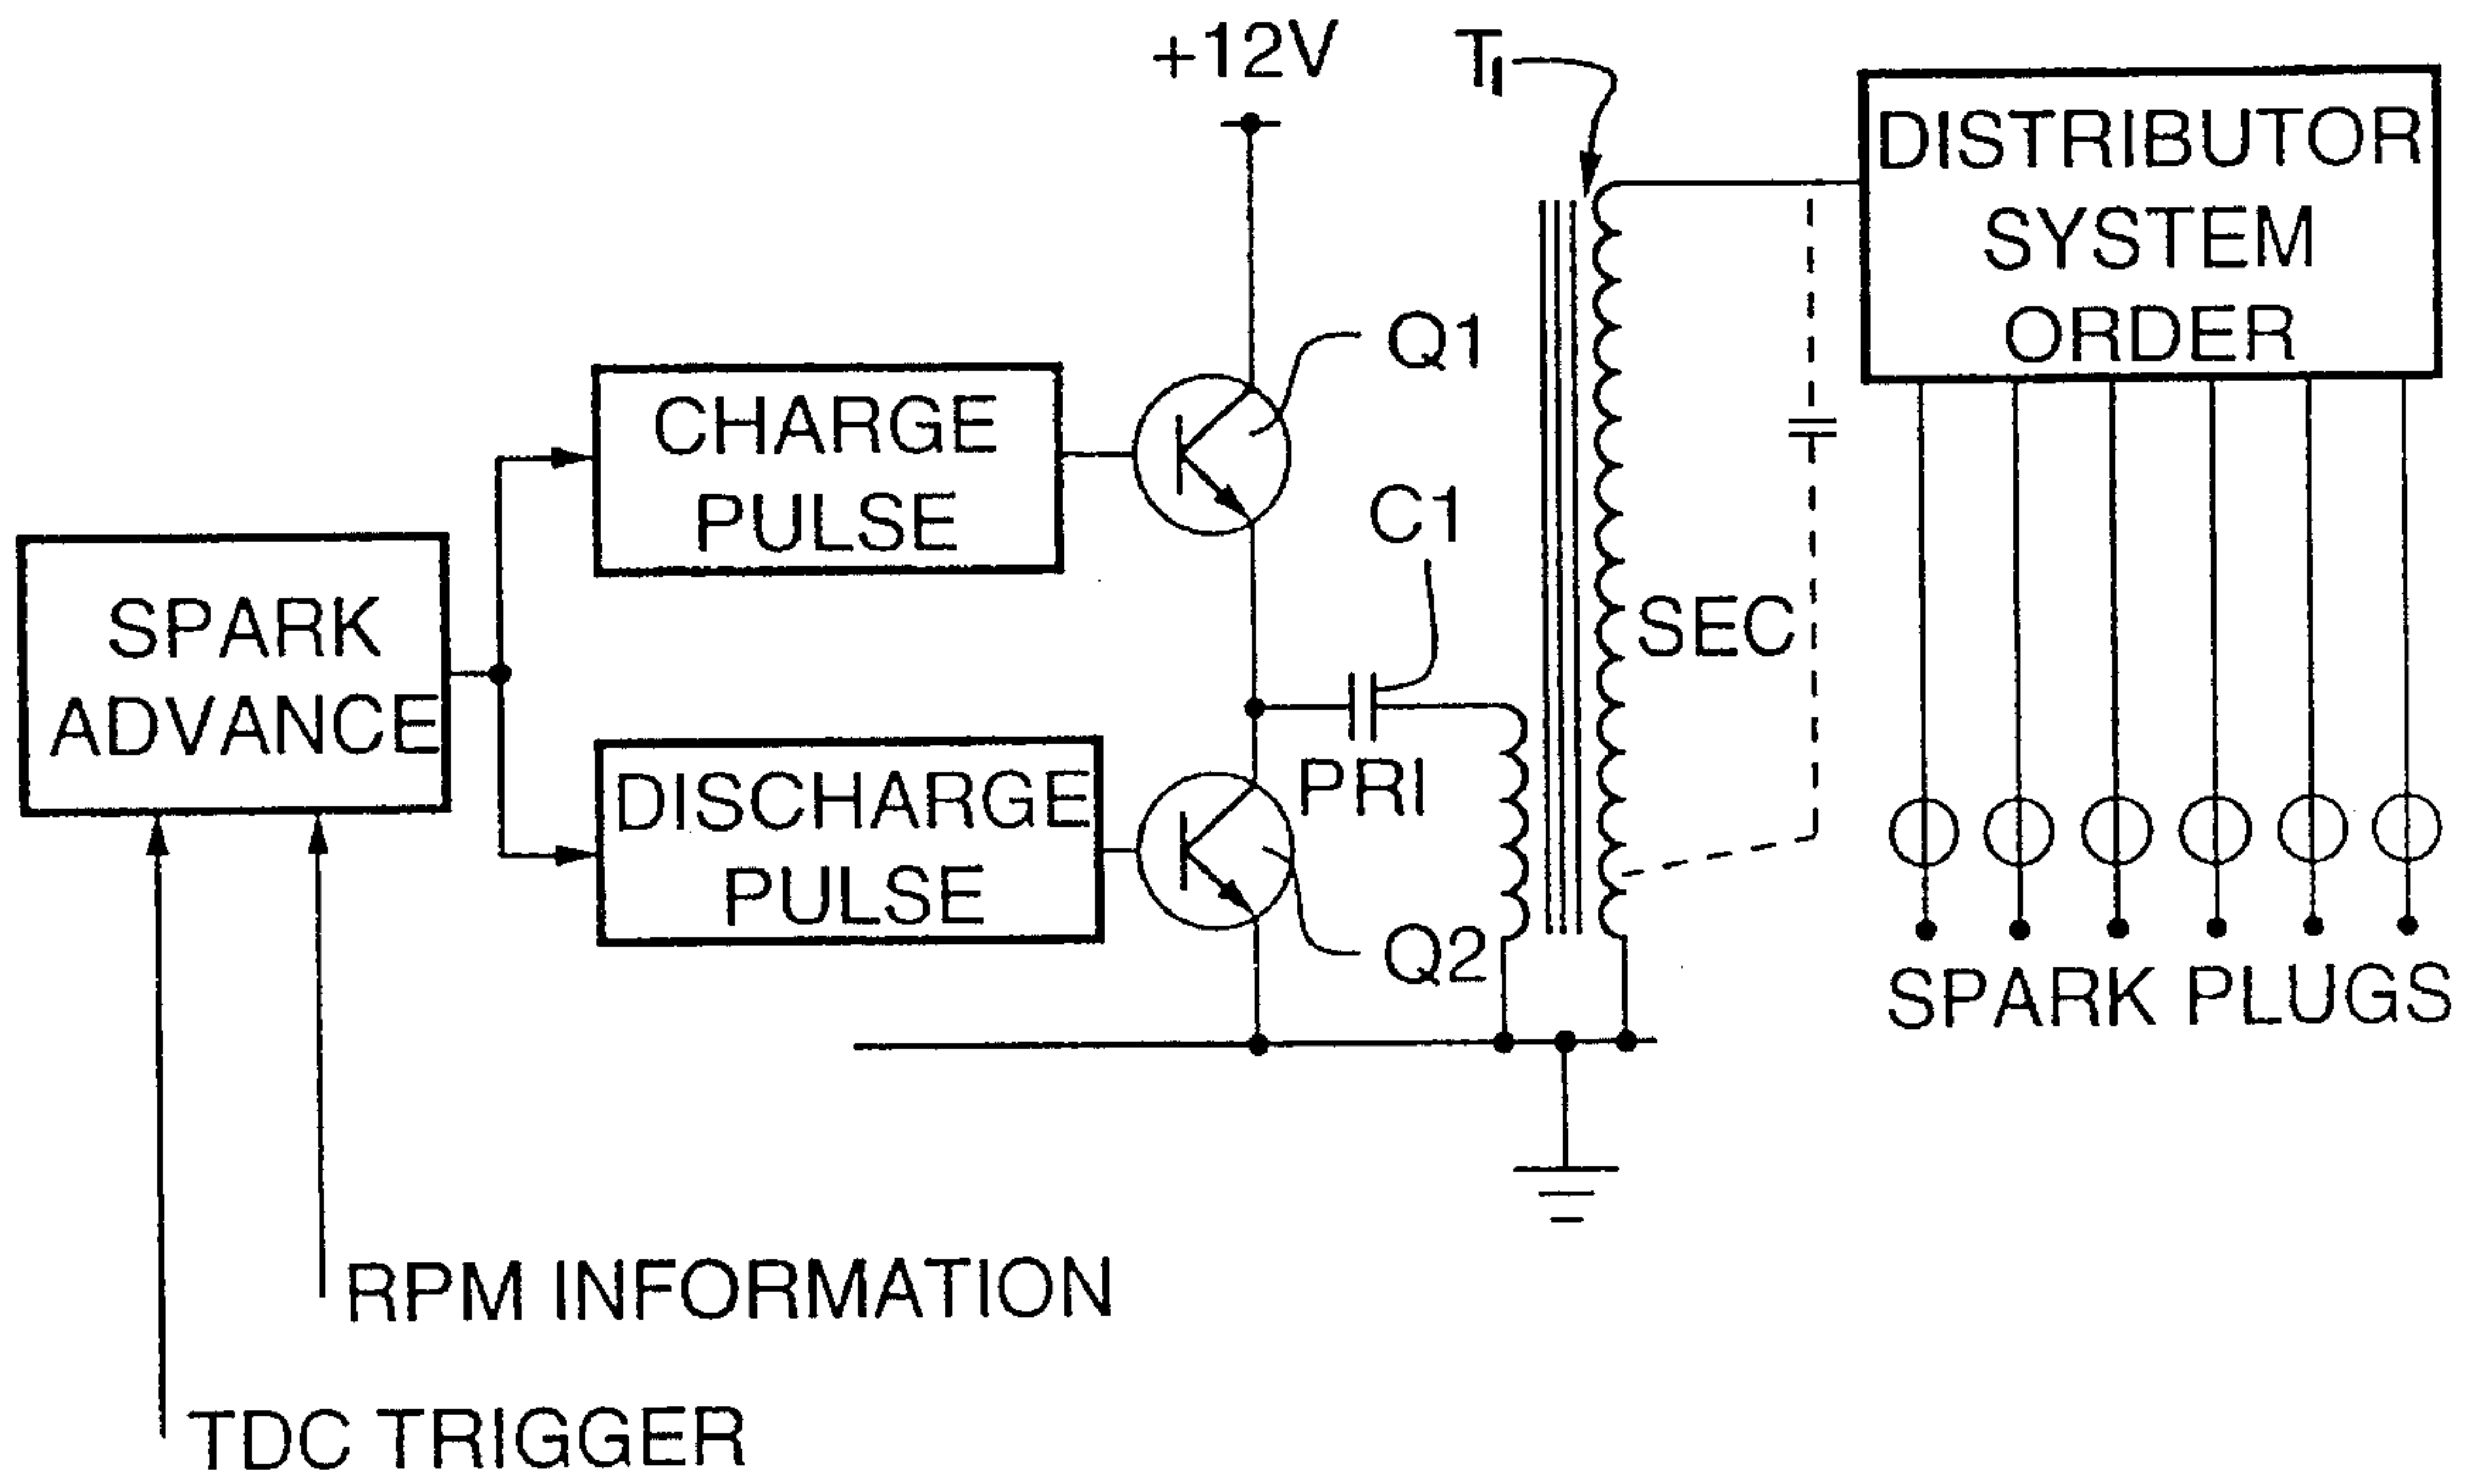 +12V
T1
DISTRIBUTOR
SYSTEM
ORDER
Q1
CHARGE
PULSE
C1
SPARK
ADVANCE
SEC
DISCHARGE
PULSE
PRI
Q2
SPARK PLUGS
RPM INFORMATION
TDC TRIGGER